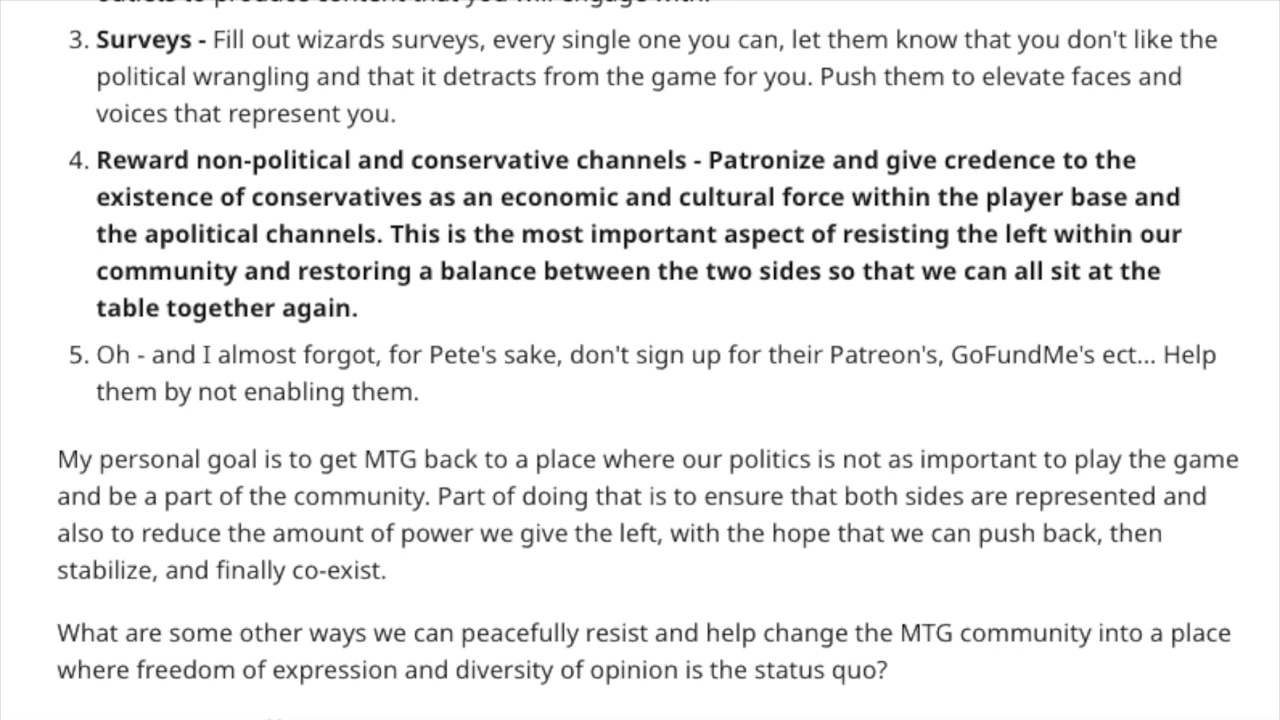 3. Surveys - Fill out wizards surveys, every single one you can, let them know that you don't like the
political wrangling and that it detracts from the game for you. Push them to elevate faces and
voices that represent you.
4. Reward non-political and conservative channels - Patronize and give credence to the
existence of conservatives as an economic and cultural force within the player base and
the apolitical channels. This is the most important aspect of resisting the left within our
community and restoring a balance between the two sides so that we can all sit at the
table together again.
5. Oh - and I almost forgot, for Pete's sake, don't sign up for their Patreon's, GoFundMe's ect... Help
them by not enabling them.
My personal goal is to get MTG back to a place where our politics is not as important to play the game
and be a part of the community. Part of doing that is to ensure that both sides are represented and
also to reduce the amount of power we give the left, with the hope that we can push back, then
stabilize, and finally co-exist.
What are some other ways we can peacefully resist and help change the MTG community into a place
where freedom of expression and diversity of opinion is the status quo?